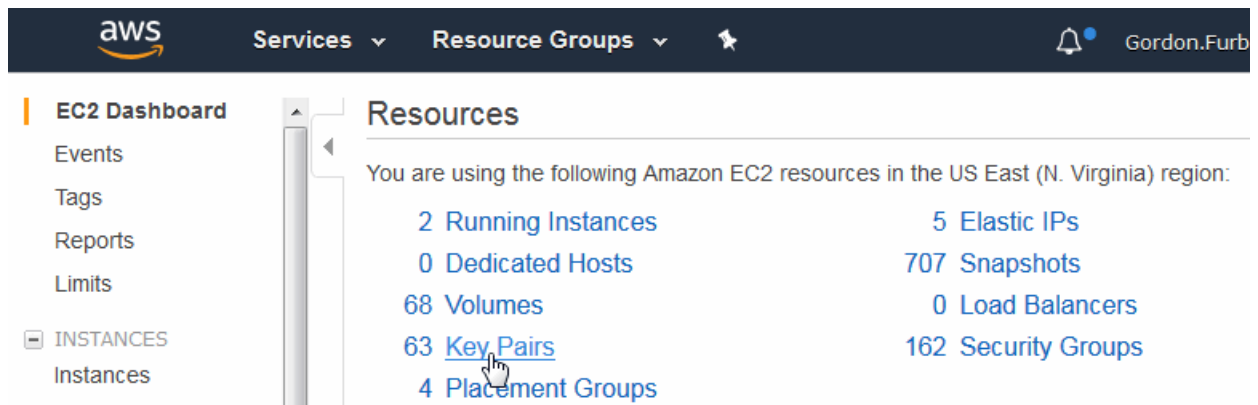 aws Services Resource Groups Gordon.Furb
EC2 Dashboard
Events
Tags
Reports
Limits
INSTANCES
Instances
Resources
You are using the following Amazon EC2 resources in the US East (N. Virginia) region:
2 Running Instances 5 Elastic IPs
0 Dedicated Hosts 707 Snapshots
68 Volumes 0 Load Balancers
63 Key Pairs 162 Security Groups
4 Placement Groups